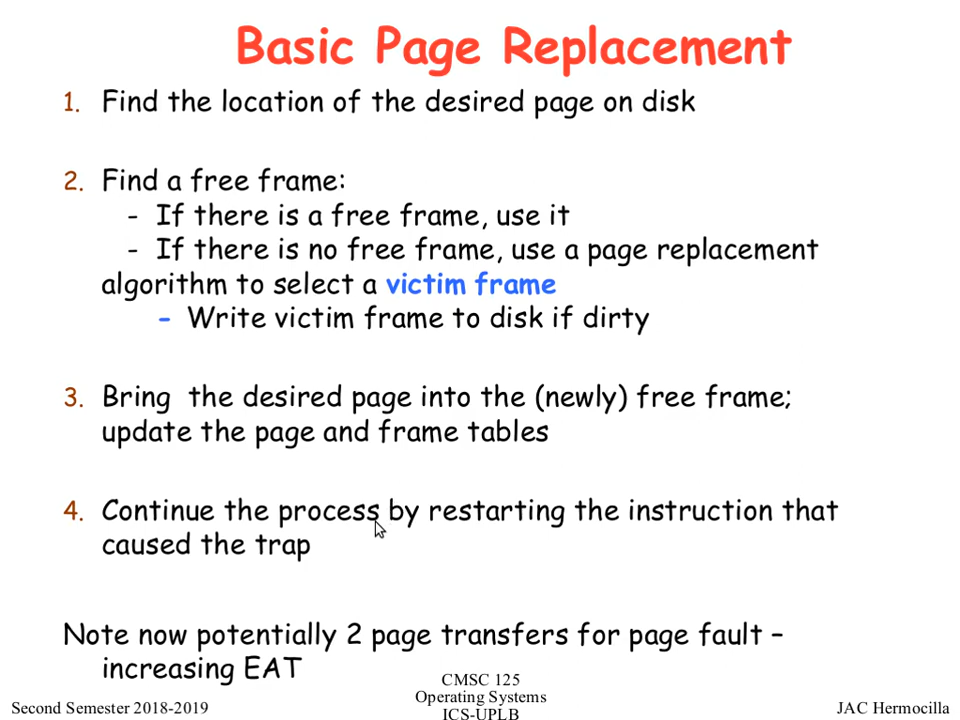 Basic Page Replacement
1. Find the location of the desired page on disk
2. Find a free frame:
- If there is a free frame, use it
- If there is no free frame, use a page replacement
algorithm to select a victim frame
- Write victim frame to disk if dirty
3. Bring the desired page into the (newly) free frame;
update the page and frame tables
4. Continue the process by restarting the instruction that
caused the trap
Note now potentially 2 page transfers for page fault –
increasing EAT
Second Semester 2018-2019
CMSC 125
Operating Systems
ICS-UPLB
JAC Hermocilla